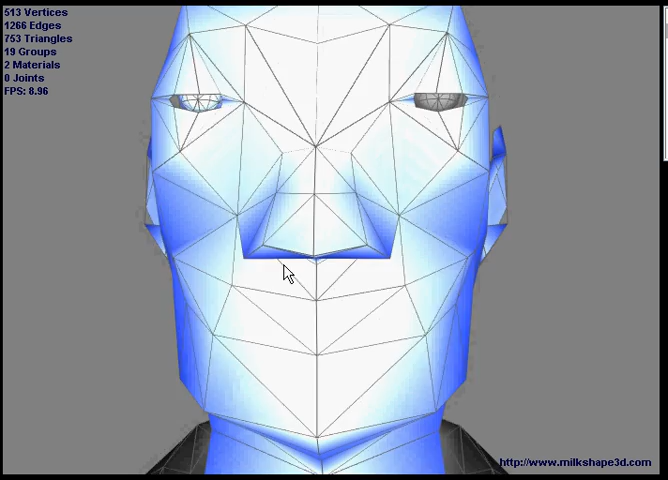 513 Vertices
1266 Edges
753 Triangles
19 Groups
2 Materials
0 Joints
FPS: 8.96
http://www.milkshape3d.com